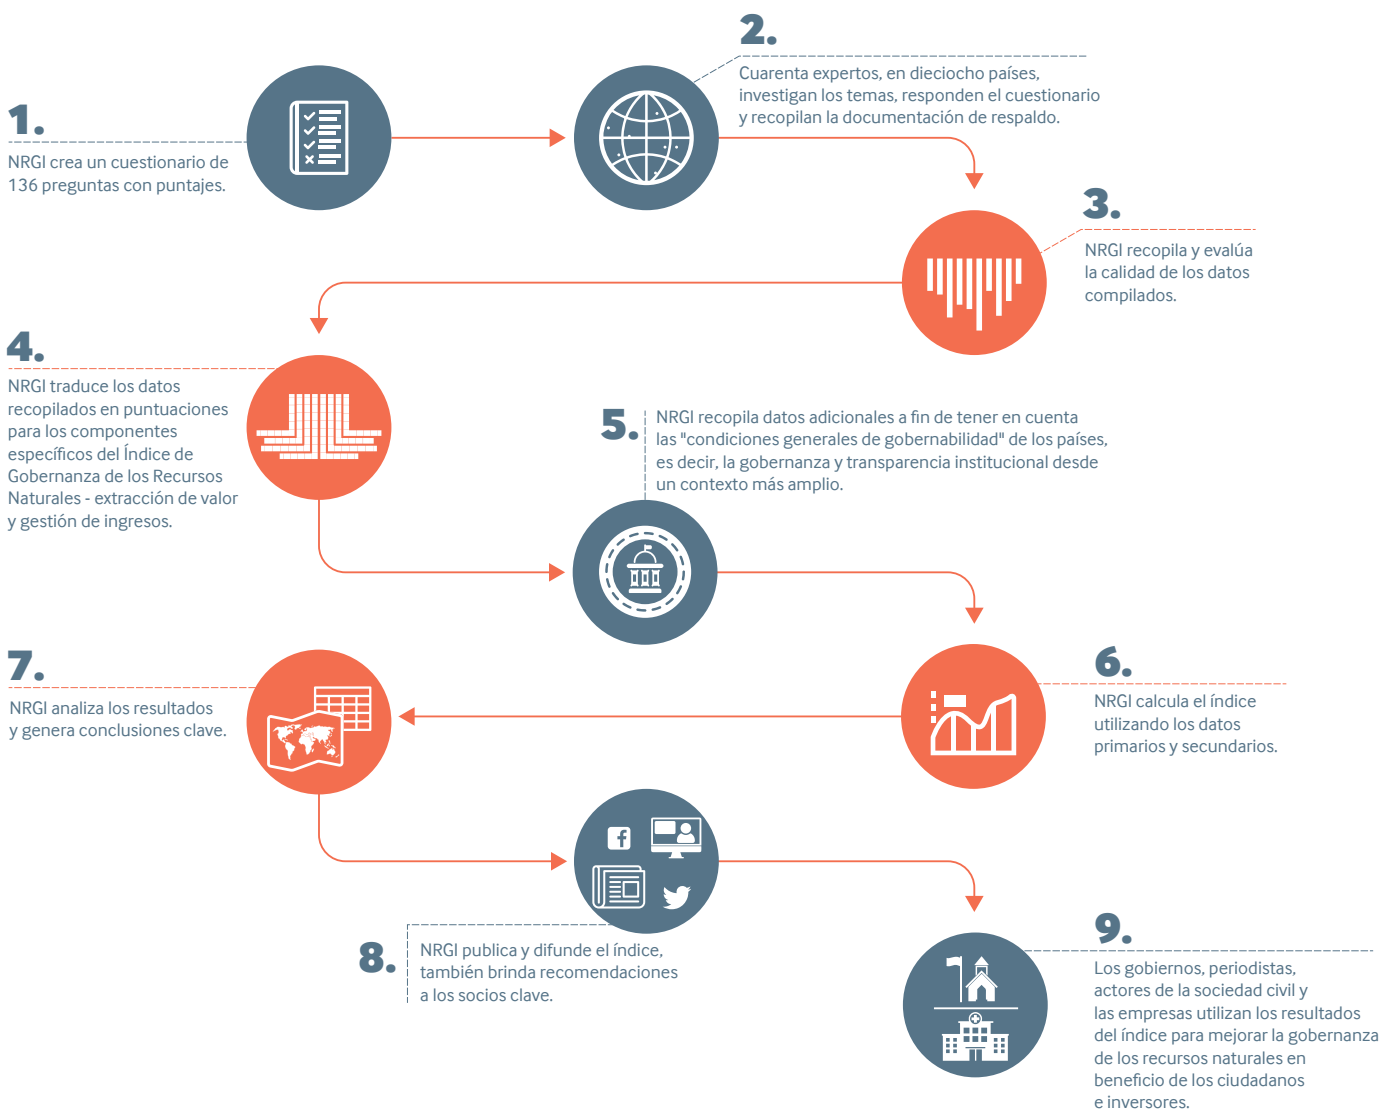 1.
NRGI crea un cuestionario de
136 preguntas con puntajes.
2.
Cuarenta expertos, en dieciocho países,
investigan los temas, responden el cuestionario
y recopilan la documentación de respaldo.
3.
NRGI recopila y evalúa
la calidad de los datos
compilados.
4.
NRGI traduce los datos
recopilados en puntuaciones
para los componentes
específicos del Índice de
Gobernanza de los Recursos
Naturales - extracción de valor
y gestión de ingresos.
5.
NRGI recopila datos adicionales a fin de tener en cuenta
las "condiciones generales de gobernabilidad" de los países,
es decir, la gobernanza y transparencia institucional desde
un contexto más amplio.
6.
NRGI calcula el índice
utilizando los datos
primarios y secundarios.
7.
NRGI analiza los resultados
y genera conclusiones clave.
8.
NRGI publica y difunde el índice,
también brinda recomendaciones
a los socios clave.
9.
Los gobiernos, periodistas,
actores de la sociedad civil y
las empresas utilizan los resultados
del índice para mejorar la gobernanza
de los recursos naturales en
beneficio de los ciudadanos
e inversores.